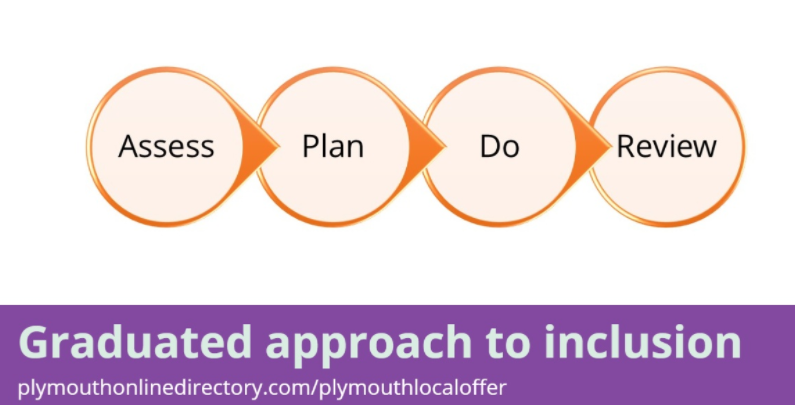 Assess Plan Do Review
Graduated approach to inclusion
plymouthonlinedirectory.com/plymouthlocaloffer